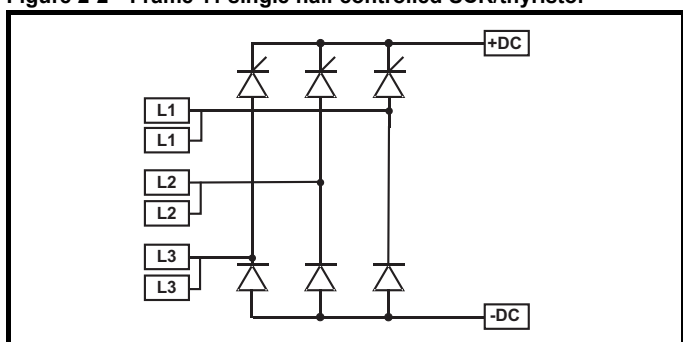 Figure 2-2 Frame 11 single half controlled SCR/thyristor
+DC
L1
L1
L2
L2
L3
L3
-DC